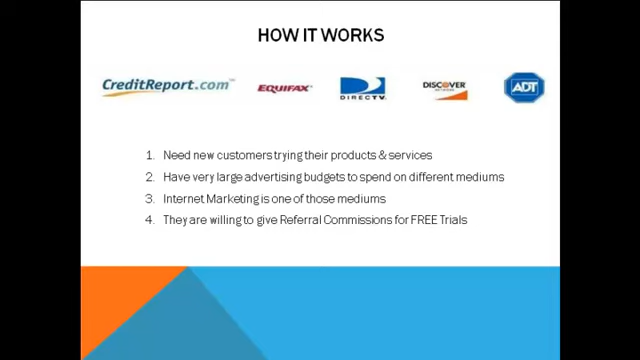 HOW IT WORKS
CreditReport.com™ EQUIFAX DIRECTV DISCOVER ADT
1. Need new customers trying their products & services
2. Have very large advertising budgets to spend on different mediums
3. Internet Marketing is one of those mediums
4. They are willing to give Referral Commissions for FREE Trials